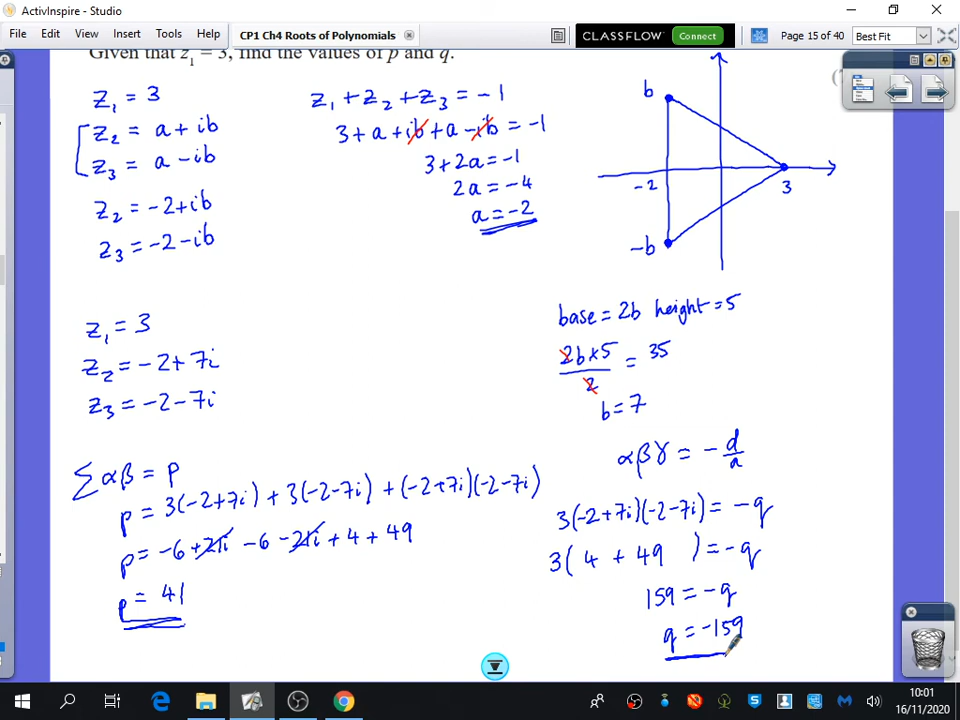 ActivInspire - Studio
File Edit View Insert Tools Help CP1 Ch4 Roots of Polynomials CLASSFLOW Connect Page 15 of 40 Best Fit
Given that z₁ = 3, find the values of p and q.
z₁ = 3
z₂ = a + ib
z₃ = a - ib
z₂ = -2+ib
z₃ = -2-ib
z₁ + z₂ + z₃ = -1
3 + a + ib + a - ib = -1
3 + 2a = -1
2a = -4
a = -2
b
-2
3
-b
z₁ = 3
z₂ = -2 + 7i
z₃ = -2 - 7i
base = 2b height = 5
2b×5/2 = 35
b = 7
∑αβ = p
p = 3(-2+7i) + 3(-2-7i) + (-2+7i)(-2-7i)
p = -6 + 21i - 6 - 21i + 4 + 49
p = 41
αβγ = -d/a
3(-2+7i)(-2-7i) = -q
3( 4 + 49 ) = -q
159 = -q
q = -159
10:01
16/11/2020